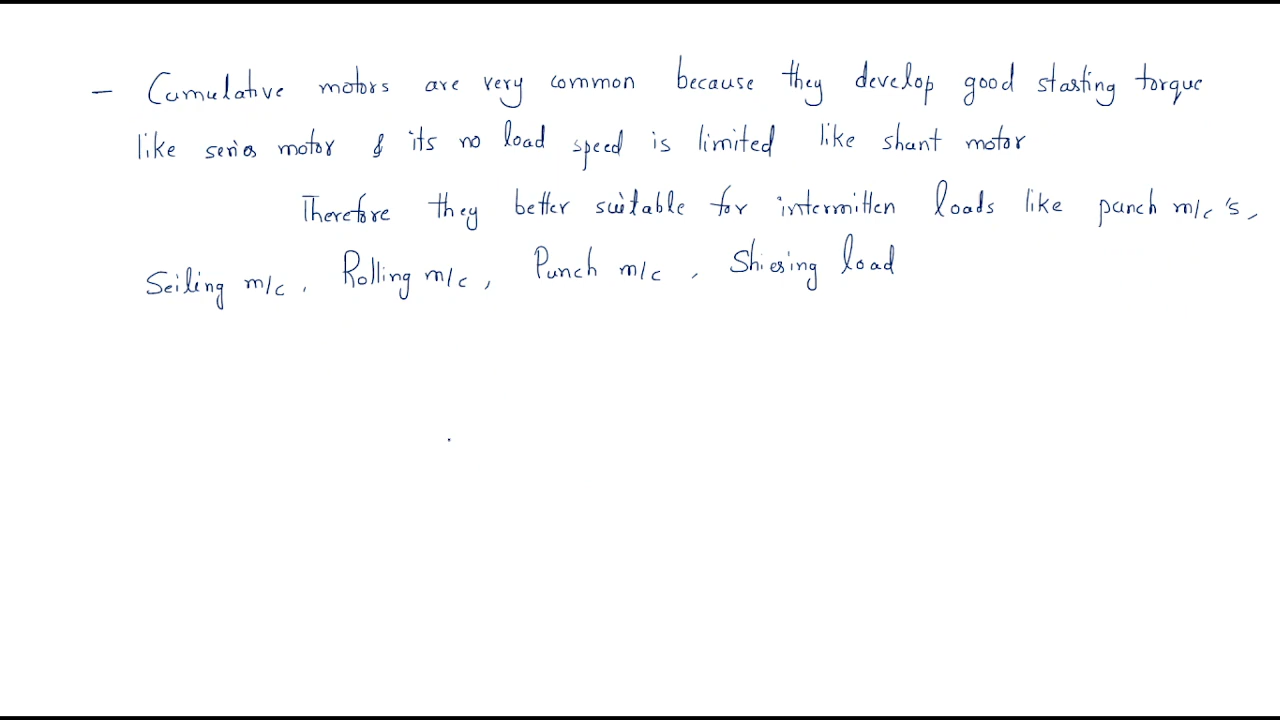 - Cumulative motors are very common because they develop good starting torque
like series motor & its no load speed is limited like shunt motor
Therefore they better suitable for intermitten loads like punch m/c's,
Seiling m/c, Rolling m/c, Punch m/c, Shiering load